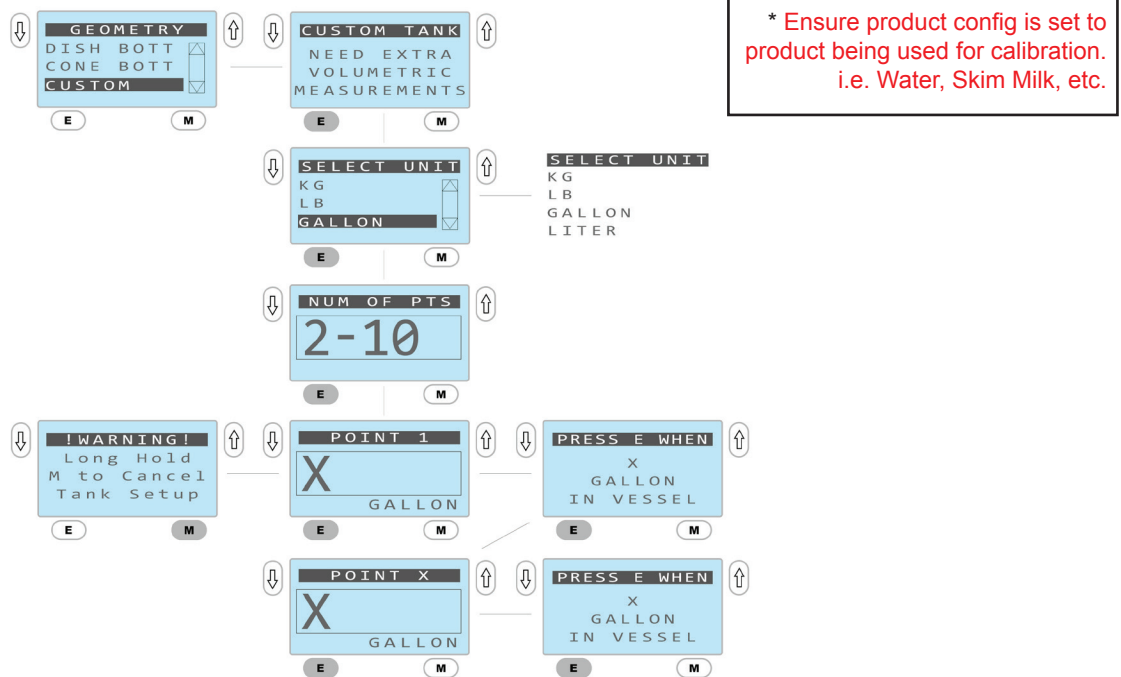 * Ensure product config is set to
product being used for calibration.
i.e. Water, Skim Milk, etc.
GEOMETRY
DISH BOTT
CONE BOTT
CUSTOM
E
M
CUSTOM TANK
NEED EXTRA
VOLUMETRIC
MEASUREMENTS
E
M
SELECT UNIT
KG
LB
GALLON
E
M
SELECT UNIT
KG
LB
GALLON
LITER
NUM OF PTS
2-10
E
M
!WARNING!
Long Hold
M to Cancel
Tank Setup
E
M
POINT 1
X
GALLON
E
M
PRESS E WHEN
X
GALLON
IN VESSEL
E
M
POINT X
X
GALLON
E
M
PRESS E WHEN
X
GALLON
IN VESSEL
E
M